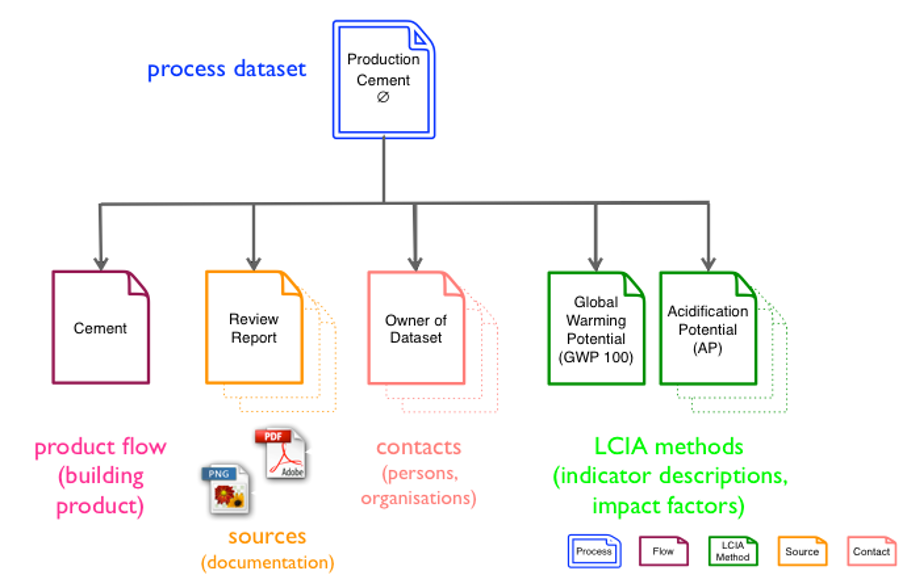 process dataset
Production
Cement
∅
Cement
Review
Report
Owner of
Dataset
Global
Warming
Potential
(GWP 100)
Acidification
Potential
(AP)
product flow
(building
product)
PNG
PDF
Adobe
sources
(documentation)
contacts
(persons,
organisations)
LCIA methods
(indicator descriptions,
impact factors)
Process
Flow
LCIA
Method
Source
Contact